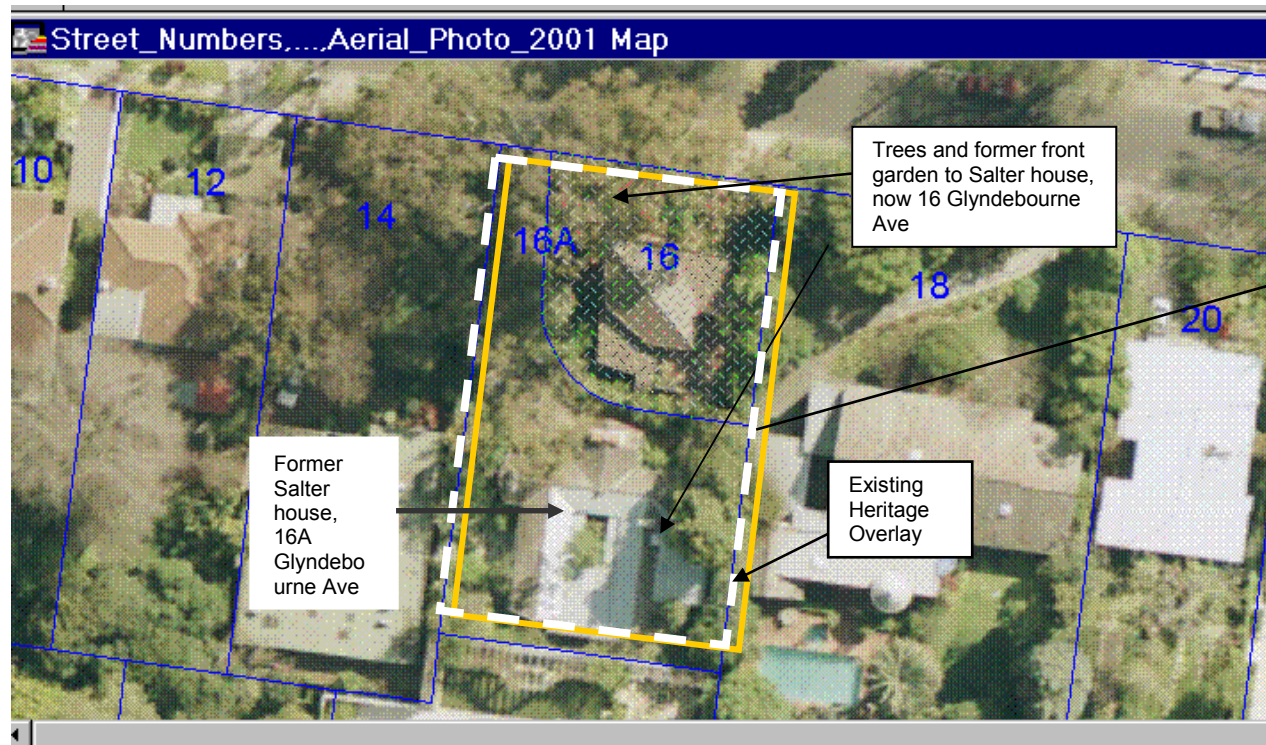 Street_Numbers,...,Aerial_Photo_2001 Map
Trees and former front
garden to Salter house,
now 16 Glyndebourne
Ave
10
12
14
16A
16
18
20
Former
Salter
house,
16A
Glyndebo
urne Ave
Existing
Heritage
Overlay